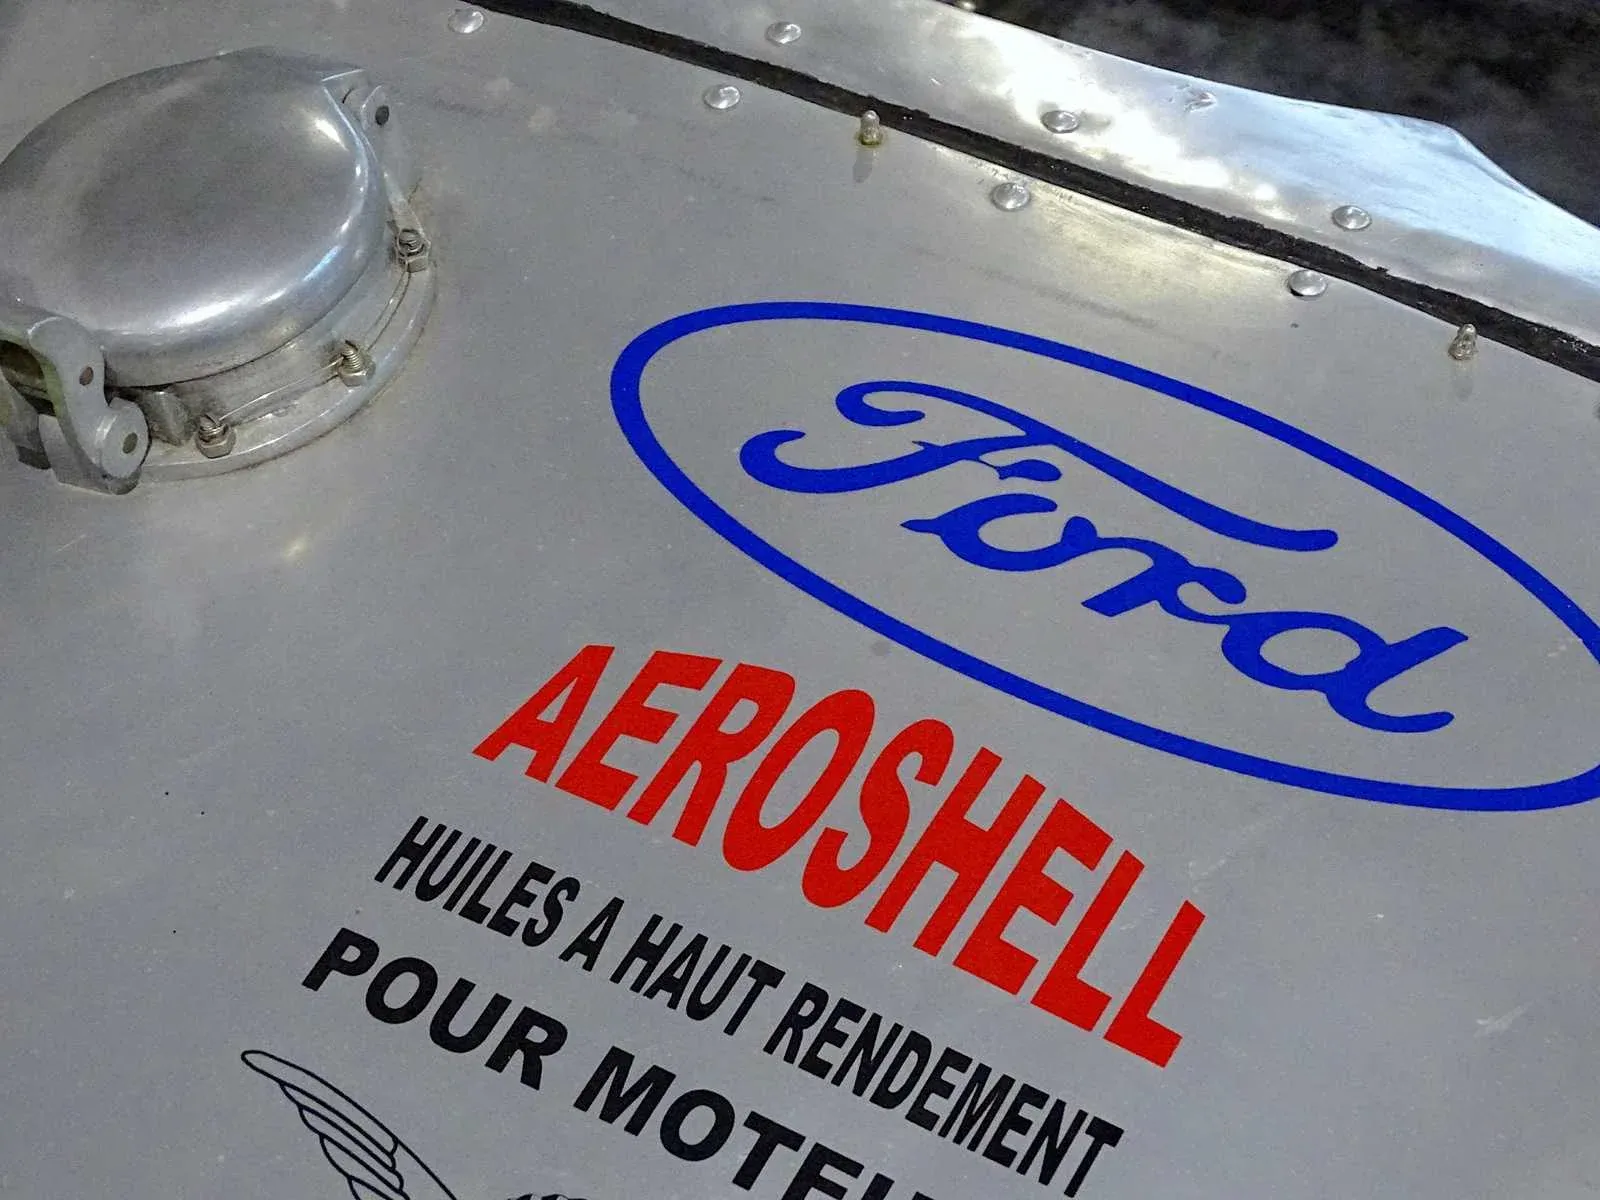 Ford
AEROSHELL
HUILES A HAUT RENDEMENT
POUR